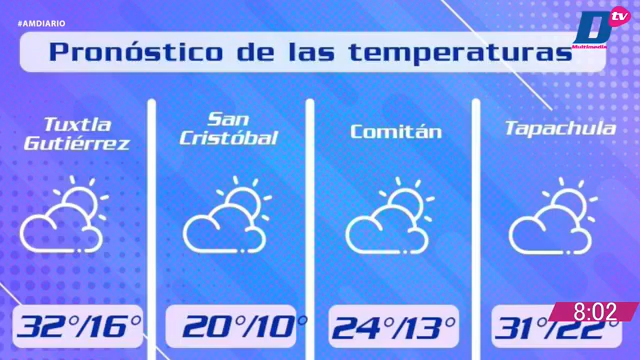 #AMDIARIO
D tv
Multimedia
Pronóstico de las temperaturas
Tuxtla
Gutiérrez
San
Cristóbal
Comitán
Tapachula
32°/16°
20°/10°
24°/13°
31°/22°
8:02